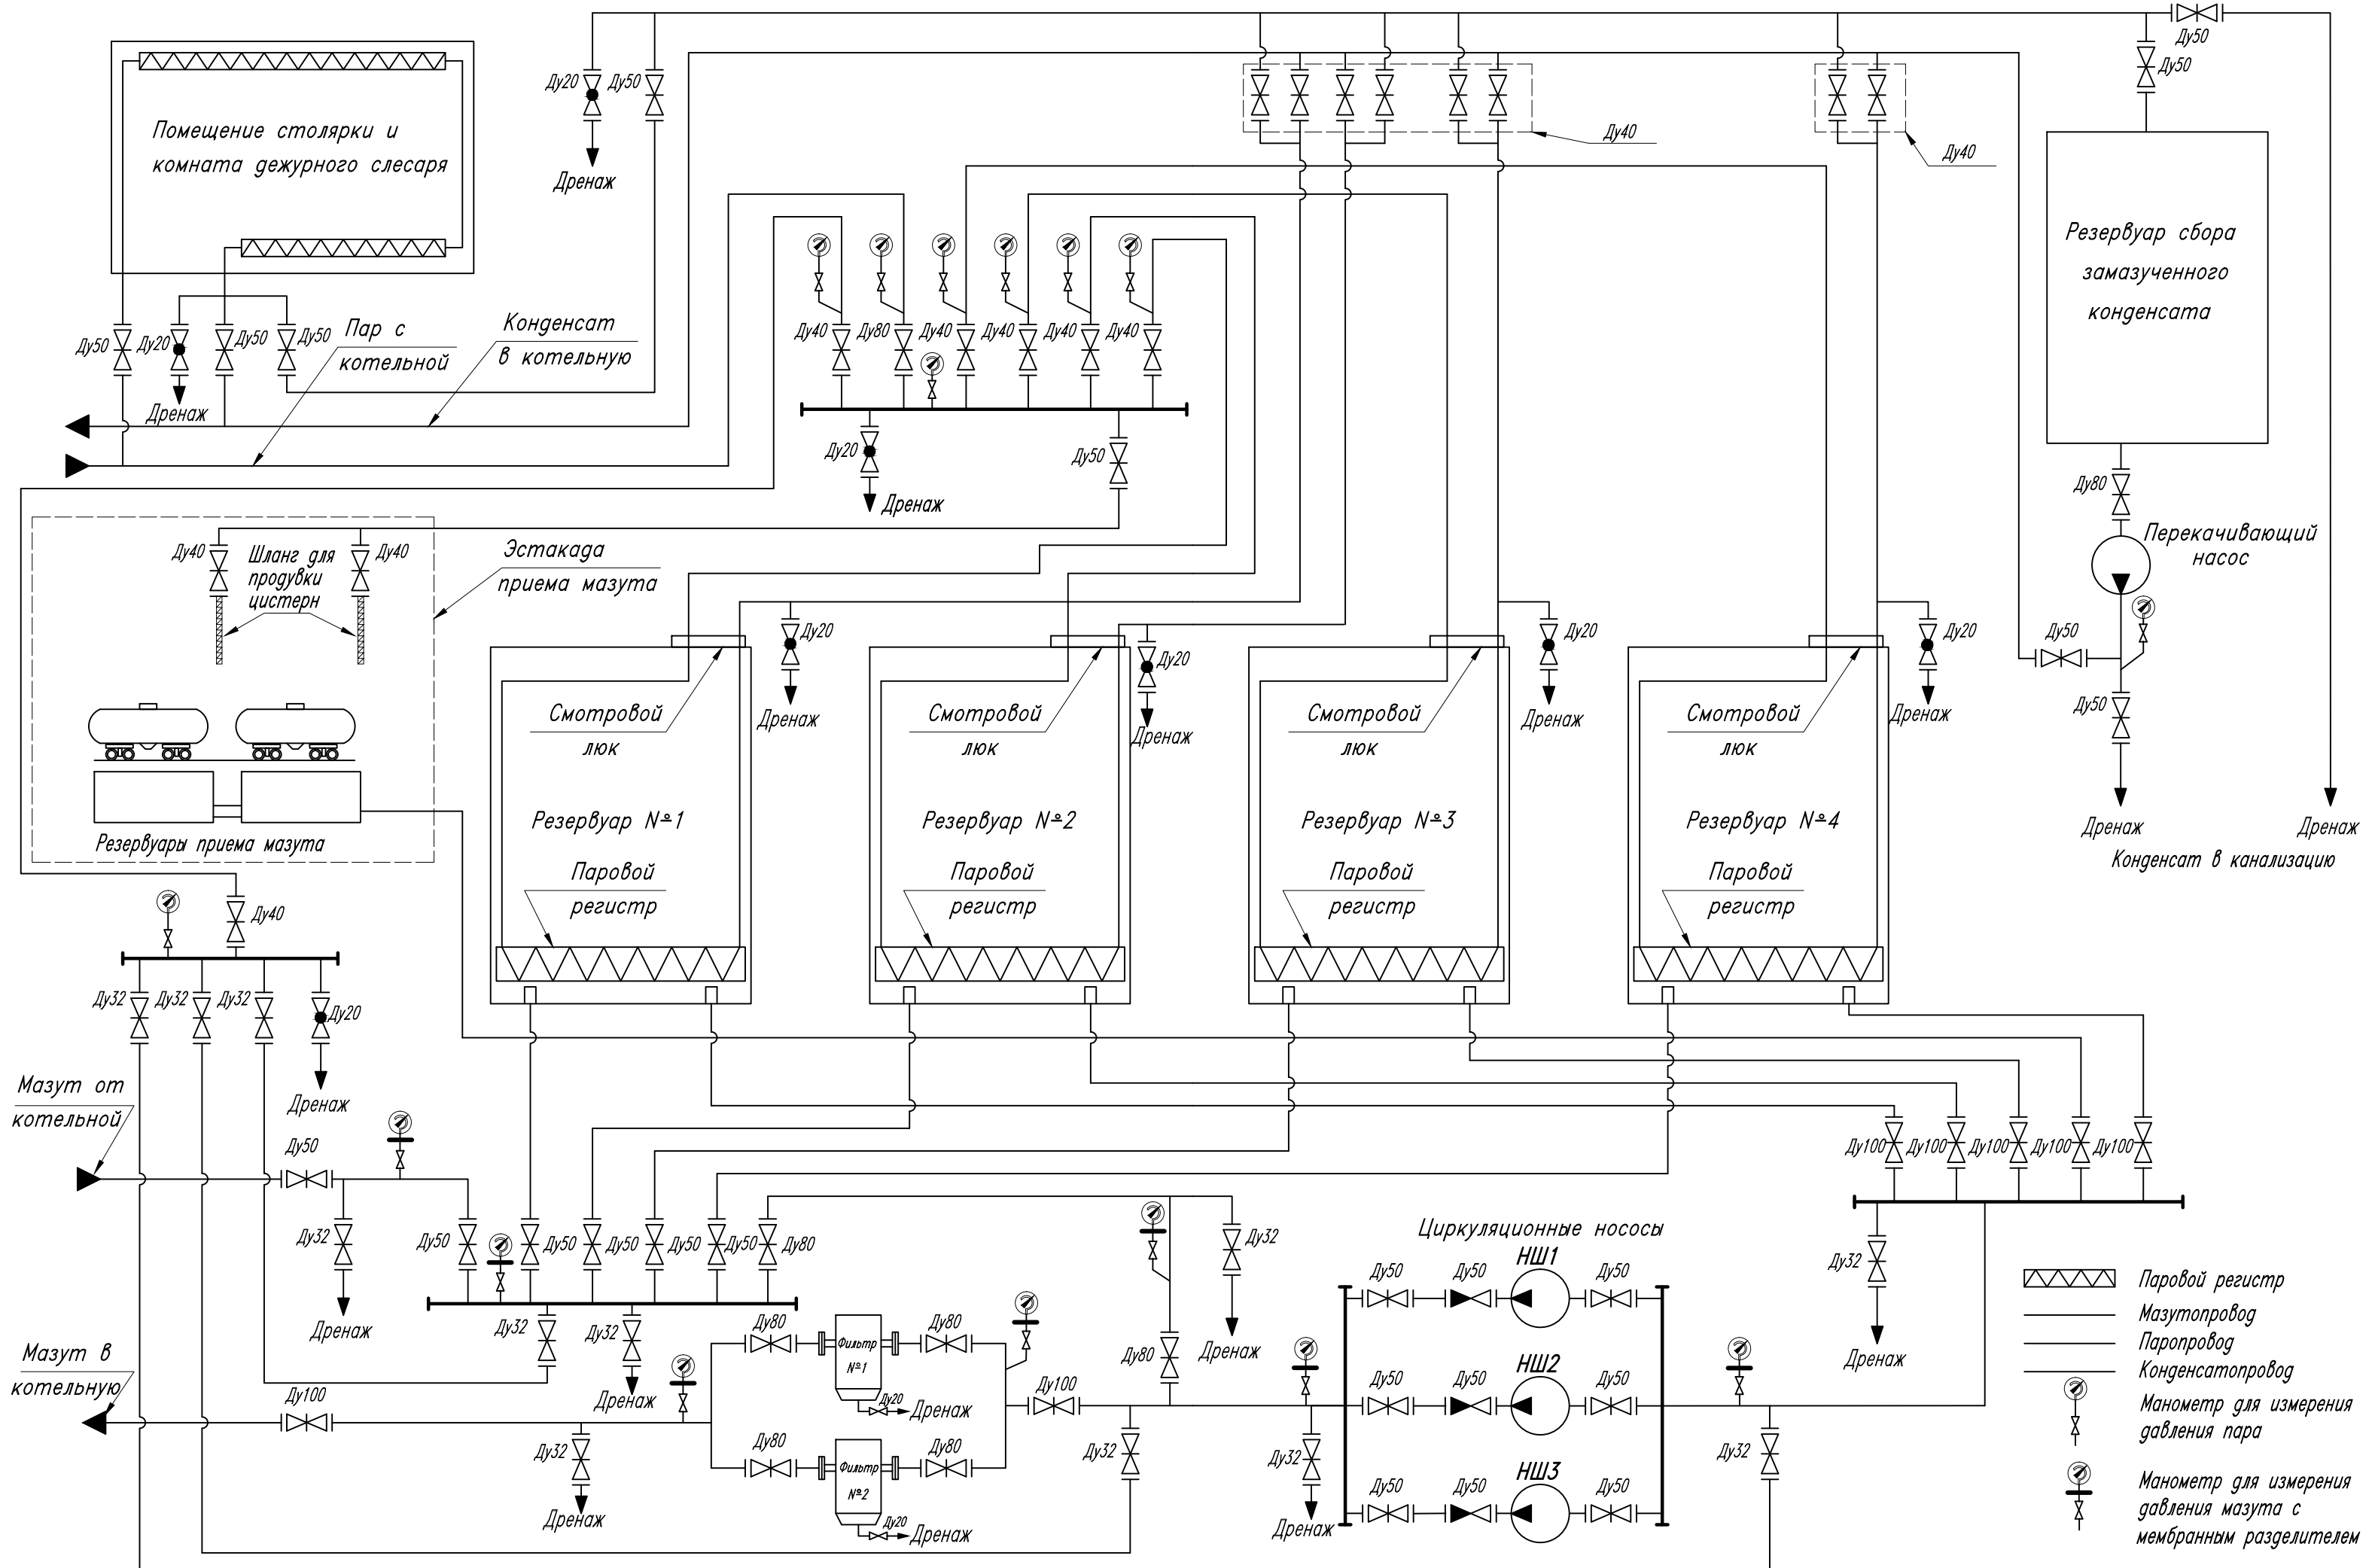 Ду50
Ду50
Ду20
Ду50
Дренаж
Ду40
Ду40
Помещение столярки и
комната дежурного слесаря
Резервуар сбора
замазученного
конденсата
Ду50
Ду20
Ду50
Ду50
Дренаж
Пар с
котельной
Конденсат
в котельную
Ду40
Ду80
Ду40
Ду40
Ду40
Ду40
Ду20
Дренаж
Ду50
Ду80
Перекачивающий
насос
Ду50
Ду50
Дренаж
Дренаж
Конденсат в канализацию
Ду40
Шланг для
продувки
цистерн
Ду40
Эстакада
приема мазута
Резервуары приема мазута
Ду20
Дренаж
Ду20
Дренаж
Ду20
Дренаж
Ду20
Дренаж
Смотровой
люк
Резервуар №1
Паровой
регистр
Смотровой
люк
Резервуар №2
Паровой
регистр
Смотровой
люк
Резервуар №3
Паровой
регистр
Смотровой
люк
Резервуар №4
Паровой
регистр
Ду40
Ду32
Ду32
Ду32
Ду20
Дренаж
Мазут от
котельной
Ду50
Ду32
Дренаж
Ду50
Ду50
Ду50
Ду50
Ду50
Ду80
Ду32
Ду32
Дренаж
Мазут в
котельную
Ду100
Ду32
Дренаж
Ду80
Фильтр
№1
Ду80
Ду20
Дренаж
Ду80
Фильтр
№2
Ду80
Ду20
Дренаж
Ду100
Ду80
Ду32
Дренаж
Ду32
Ду32
Дренаж
Циркуляционные нососы
НШ1
Ду50
Ду50
Ду50
НШ2
Ду50
Ду50
Ду50
НШ3
Ду50
Ду50
Ду50
Ду32
Ду100
Ду100
Ду100
Ду100
Ду100
Ду32
Дренаж
Паровой регистр
Мазутопровод
Паропровод
Конденсатопровод
Манометр для измерения
давления пара
Манометр для измерения
давления мазута с
мембранным разделителем